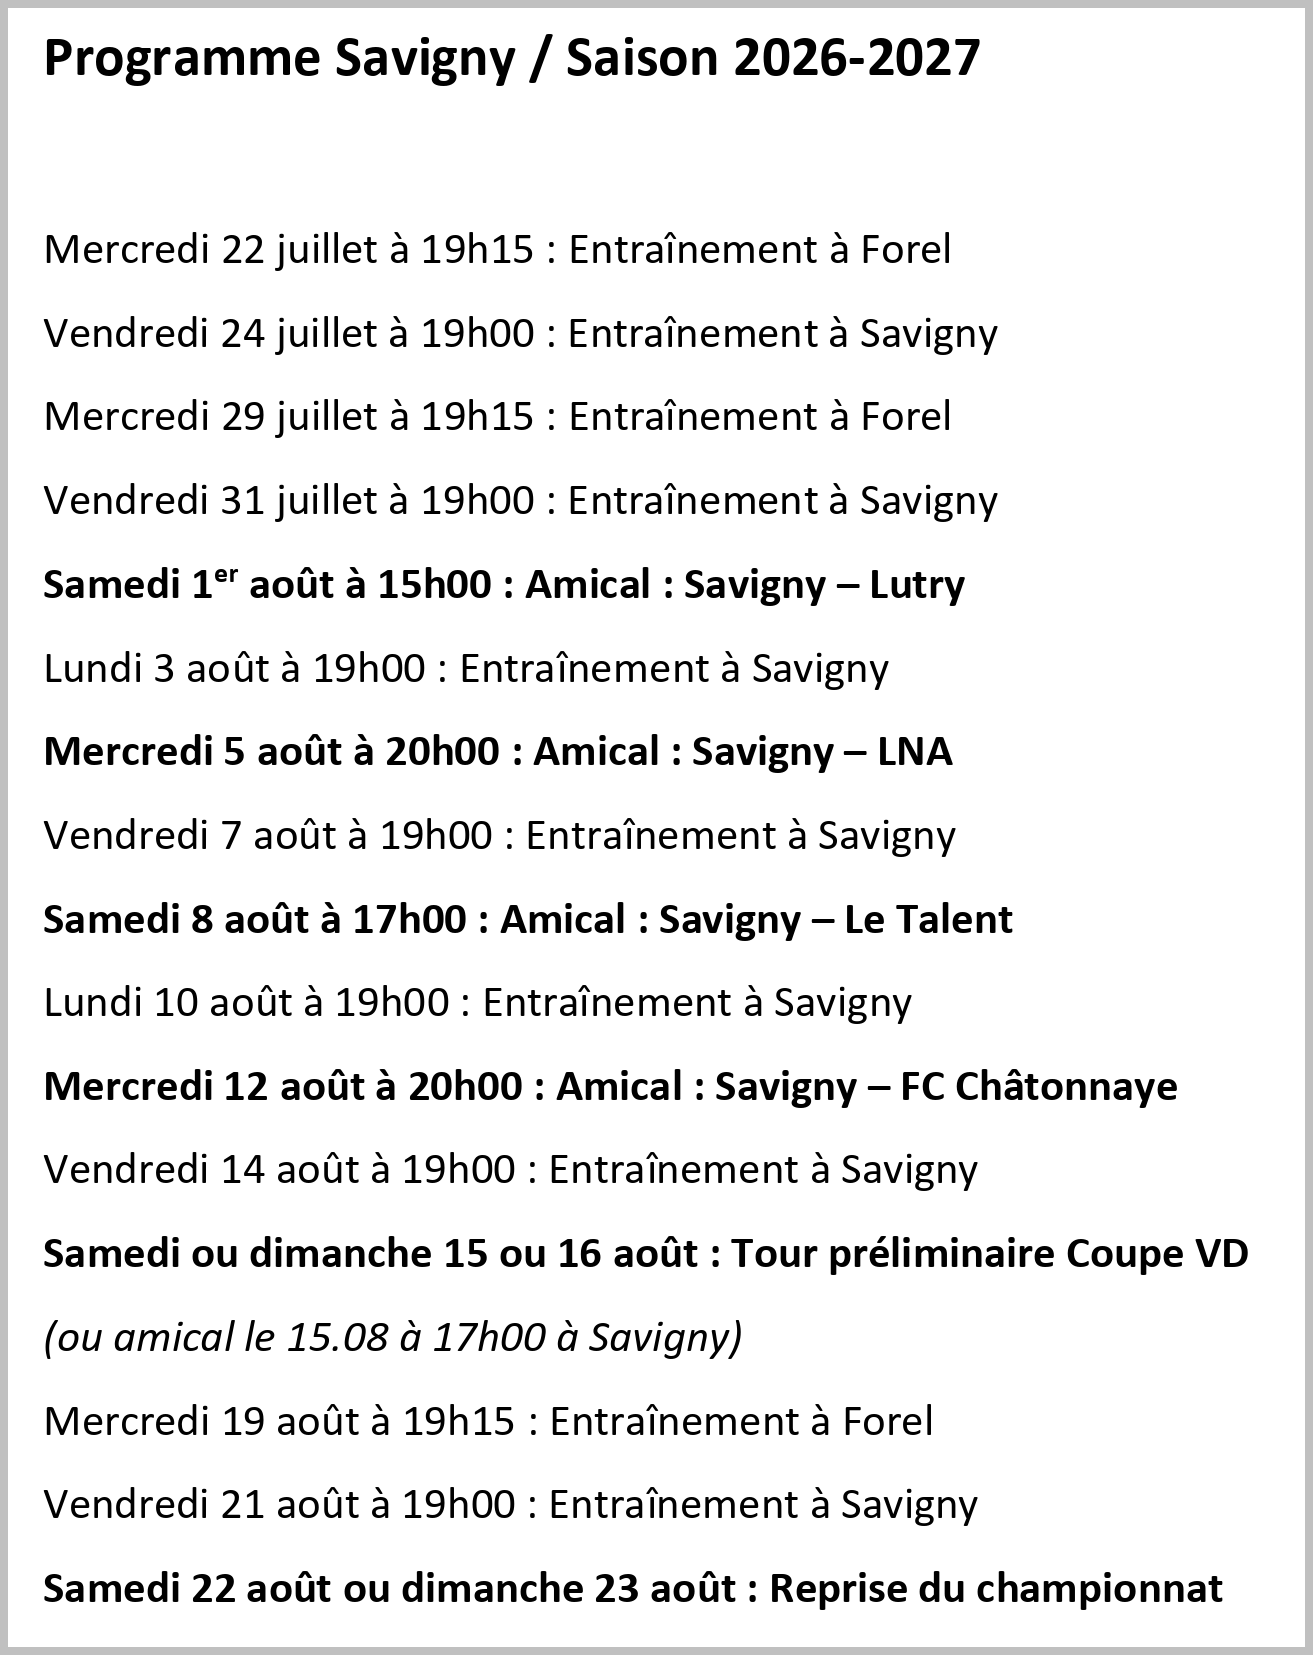 Programme Savigny / Saison 2026-2027
Mercredi 22 juillet à 19h15 : Entraînement à Forel
Vendredi 24 juillet à 19h00 : Entraînement à Savigny
Mercredi 29 juillet à 19h15 : Entraînement à Forel
Vendredi 31 juillet à 19h00 : Entraînement à Savigny
Samedi 1er août à 15h00 : Amical : Savigny – Lutry
Lundi 3 août à 19h00 : Entraînement à Savigny
Mercredi 5 août à 20h00 : Amical : Savigny – LNA
Vendredi 7 août à 19h00 : Entraînement à Savigny
Samedi 8 août à 17h00 : Amical : Savigny – Le Talent
Lundi 10 août à 19h00 : Entraînement à Savigny
Mercredi 12 août à 20h00 : Amical : Savigny – FC Châtonnaye
Vendredi 14 août à 19h00 : Entraînement à Savigny
Samedi ou dimanche 15 ou 16 août : Tour préliminaire Coupe VD
(ou amical le 15.08 à 17h00 à Savigny)
Mercredi 19 août à 19h15 : Entraînement à Forel
Vendredi 21 août à 19h00 : Entraînement à Savigny
Samedi 22 août ou dimanche 23 août : Reprise du championnat